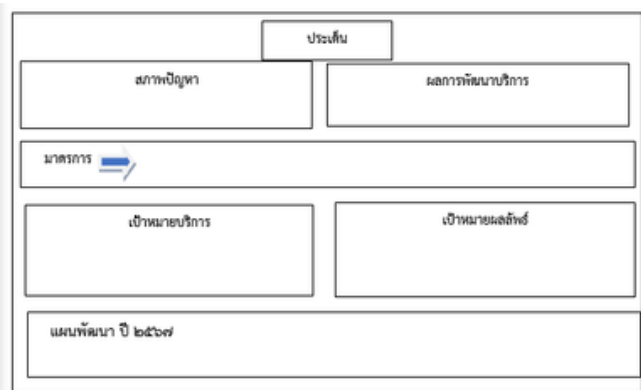 ประเด็น
สภาพปัญหา
ผลการพัฒนาบริการ
มาตรการ
เป้าหมายบริการ
เป้าหมายผลลัพธ์
แผนพัฒนา ปี ๒๕๖๗